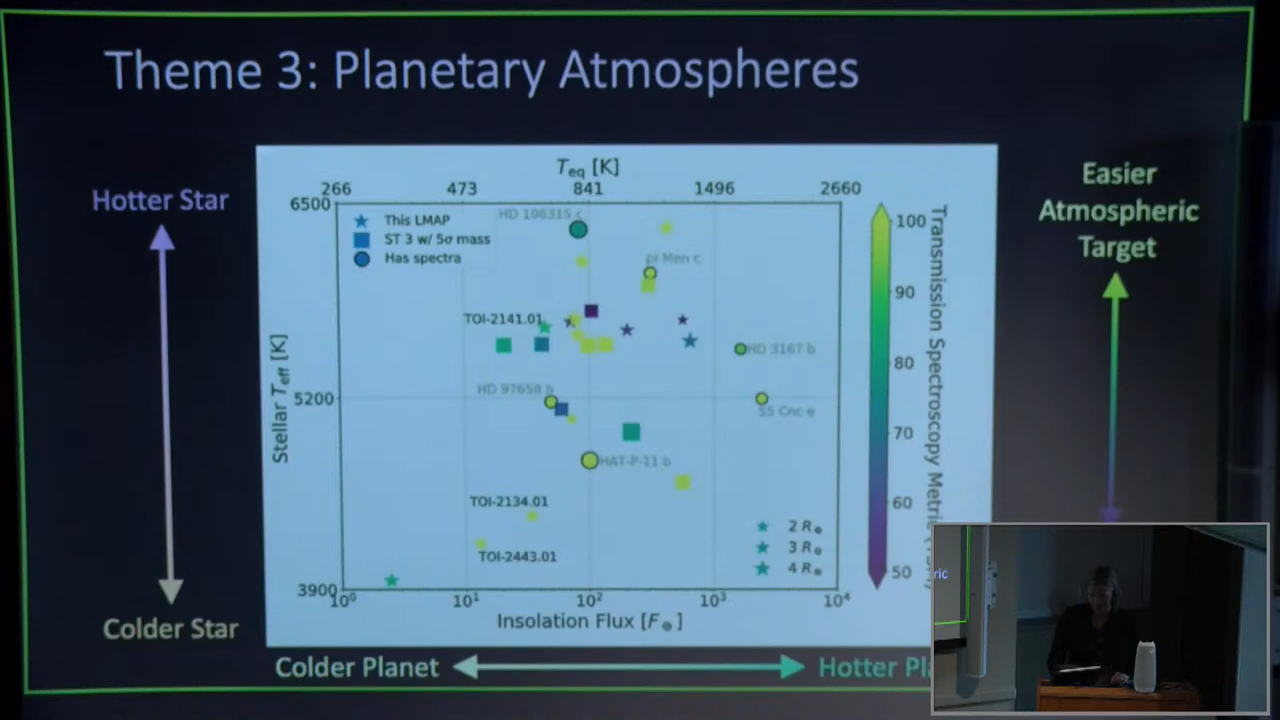 Theme 3: Planetary Atmospheres
Hotter Star
Colder Star
Teq [K]
266 473 841 1496 2660
6500
5200
3900
Stellar Teff [K]
This LMAP
ST 3 w/ 5σ mass
Has spectra
HD 106315 c
pi Men c
TOI-2141.01
HD 3167 b
HD 97658 b
55 Cnc e
HAT-P-11 b
TOI-2134.01
TOI-2443.01
2 R⊕
3 R⊕
4 R⊕
10⁰ 10¹ 10² 10³ 10⁴
Insolation Flux [F⊕]
100
90
80
70
60
50
Transmission Spectroscopy Metric
Easier
Atmospheric
Target
Colder Planet
Hotter
ric